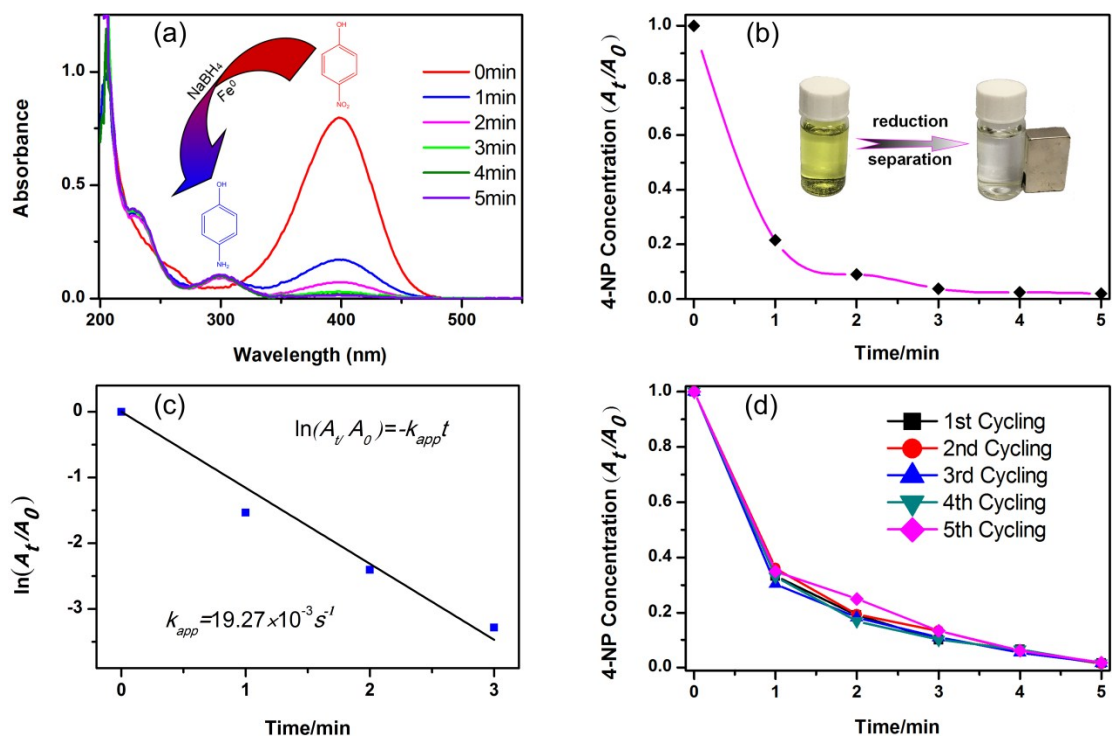 (a)
OH
NO₂
NaBH₄
Fe⁰
OH
NH₂
0min
1min
2min
3min
4min
5min
1.0
0.5
0.0
Absorbance
200 300 400 500
Wavelength (nm)
(b)
reduction
separation
1.0
0.8
0.6
0.4
0.2
0.0
4-NP Concentration (Aₜ/A₀)
0 1 2 3 4 5
Time/min
(c)
ln(Aₜ/ A₀)=-kₐₚₚt
kₐₚₚ=19.27×10⁻³ s⁻¹
0
-1
-2
-3
ln(Aₜ/A₀)
0 1 2 3
Time/min
(d)
1st Cycling
2nd Cycling
3rd Cycling
4th Cycling
5th Cycling
1.0
0.8
0.6
0.4
0.2
0.0
4-NP Concentration (Aₜ/A₀)
0 1 2 3 4 5
Time/min